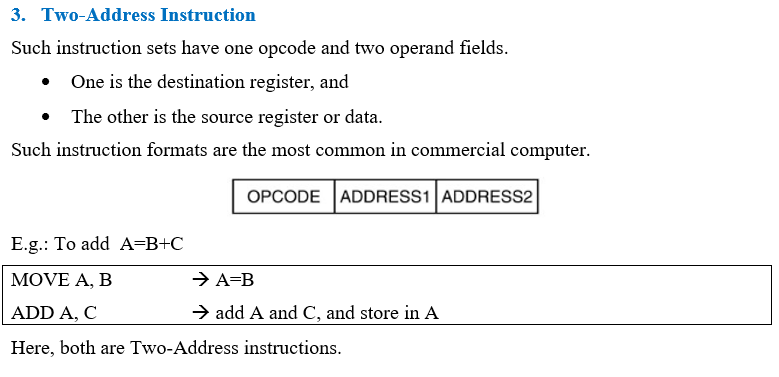 3. Two-Address Instruction
Such instruction sets have one opcode and two operand fields.
• One is the destination register, and
• The other is the source register or data.
Such instruction formats are the most common in commercial computer.
OPCODE ADDRESS1 ADDRESS2
E.g.: To add A=B+C
MOVE A, B → A=B
ADD A, C → add A and C, and store in A
Here, both are Two-Address instructions.